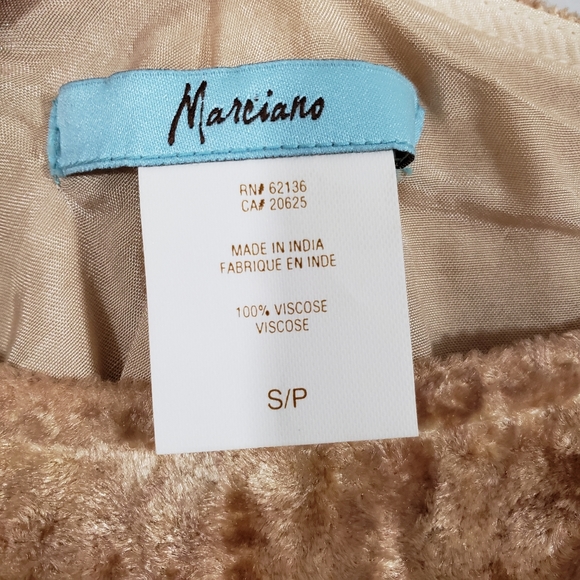 Marciano
RN# 62136
CA# 20625
MADE IN INDIA
FABRIQUE EN INDE
100% VISCOSE
VISCOSE
S/P